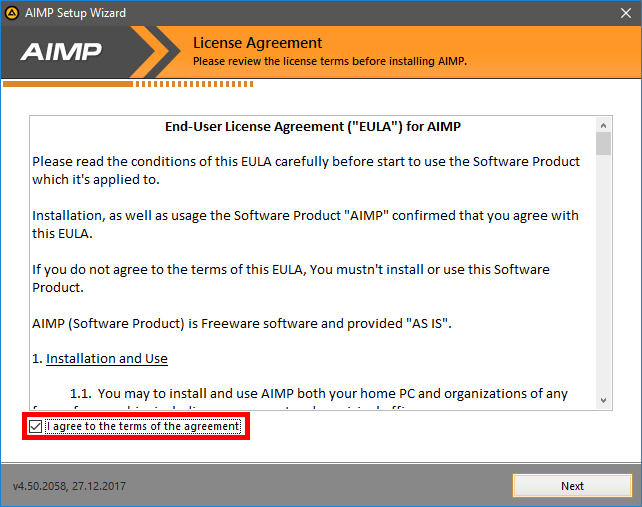 AIMP Setup Wizard
AIMP
License Agreement
Please review the license terms before installing AIMP.
End-User License Agreement ("EULA") for AIMP
Please read the conditions of this EULA carefully before start to use the Software Product
which it's applied to.
Installation, as well as usage the Software Product "AIMP" confirmed that you agree with
this EULA.
If you do not agree to the terms of this EULA, You mustn't install or use this Software
Product.
AIMP (Software Product) is Freeware software and provided "AS IS".
1. Installation and Use
1.1. You may to install and use AIMP both your home PC and organizations of any
I agree to the terms of the agreement
v4.50.2058, 27.12.2017
Next